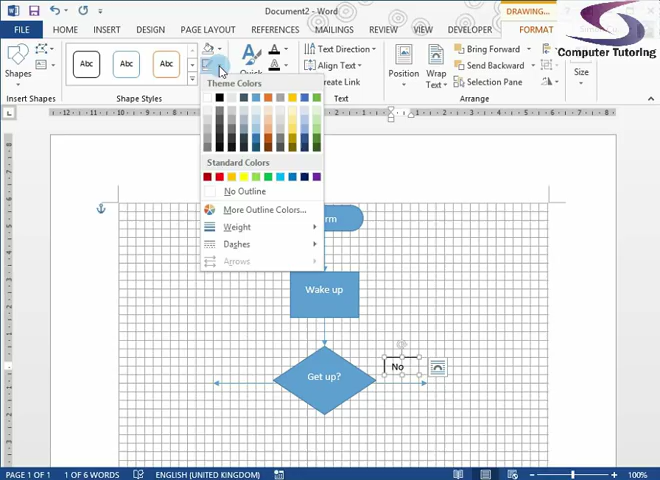 Document2 - Word
DRAWING...
FILE
HOME
INSERT
DESIGN
PAGE LAYOUT
REFERENCES
MAILINGS
REVIEW
DEVELOPER
FORMAT
Computer Tutoring
Shapes
Insert Shapes
Abc
Abc
Abc
Shape Styles
Text Direction
Align Text
Create Link
Text
Position
Wrap
Text
Bring Forward
Send Backward
Selection Pane
Size
Theme Colors
Standard Colors
No Outline
More Outline Colors...
Weight
Dashes
Arrows
Wake up
Get up?
No
PAGE 1 OF 1
1 OF 6 WORDS
ENGLISH (UNITED KINGDOM)
100%